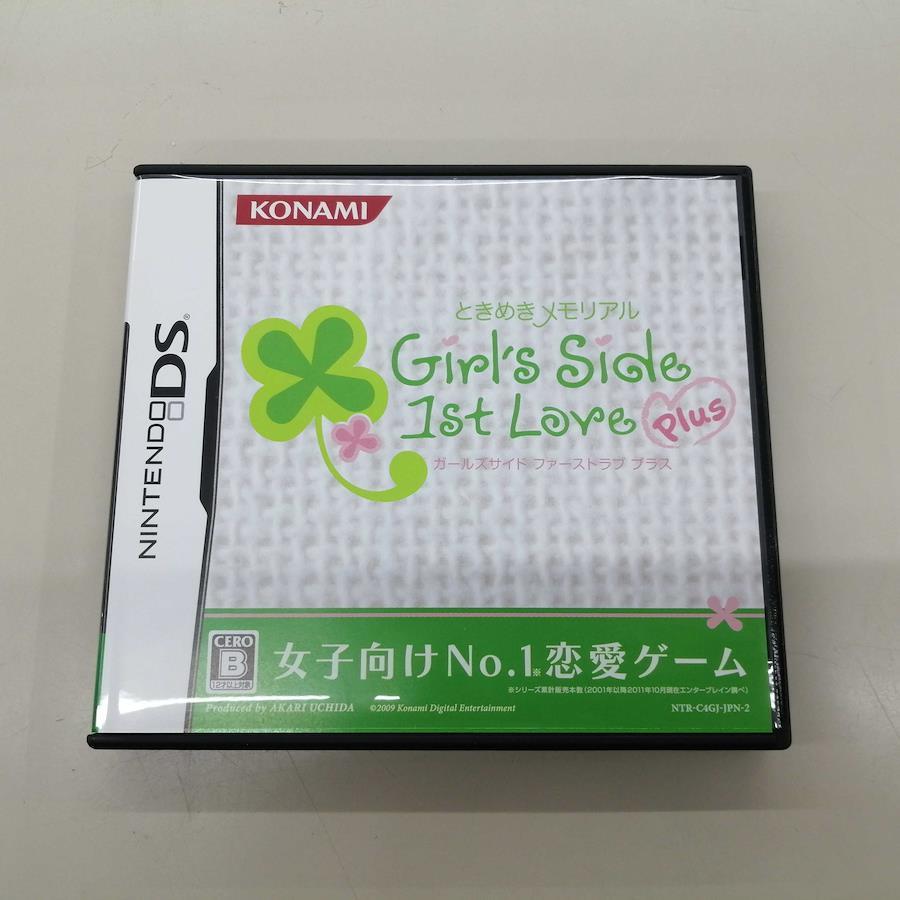 KONAMI
NINTENDO DS®
ときめきメモリアル
Girl's Side
1st Love Plus
ガールズサイド ファーストラブ プラス
CERO
B
12才以上対象
女子向けNo.1※恋愛ゲーム
※シリーズ累計販売本数(2001年以降2011年10月現在エンターブレイン調べ)
Produced by AKARI UCHIDA ©2009 Konami Digital Entertainment
NTR-C4GJ-JPN-2